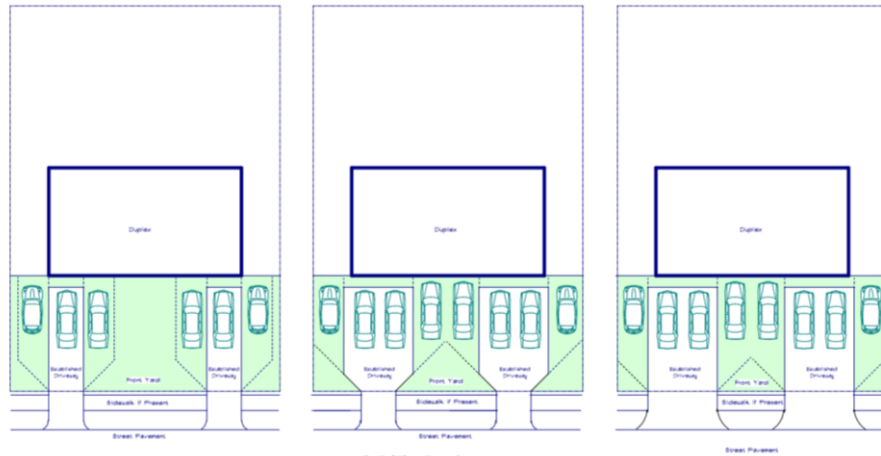 Duplex
Duplex
Duplex
Established
Driveway
Established
Driveway
Front Yard
Established
Driveway
Established
Driveway
Front Yard
Established
Driveway
Established
Driveway
Front Yard
Sidewalk If Present
Sidewalk If Present
Sidewalk If Present
Street Pavement
Street Pavement
Street Pavement